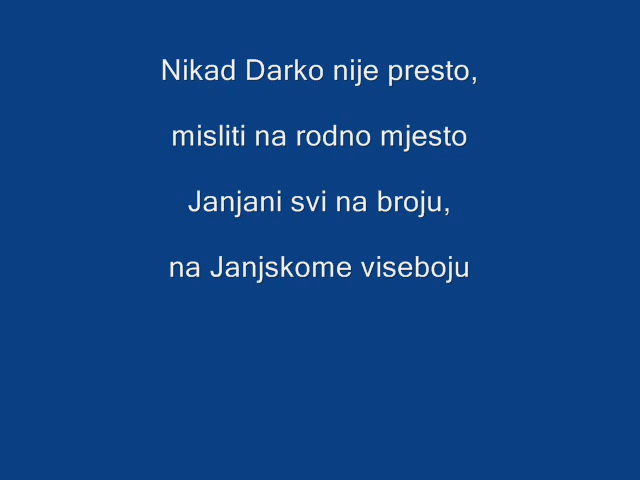 Nikad Darko nije presto,
misliti na rodno mjesto
Janjani svi na broju,
na Janjskome viseboju